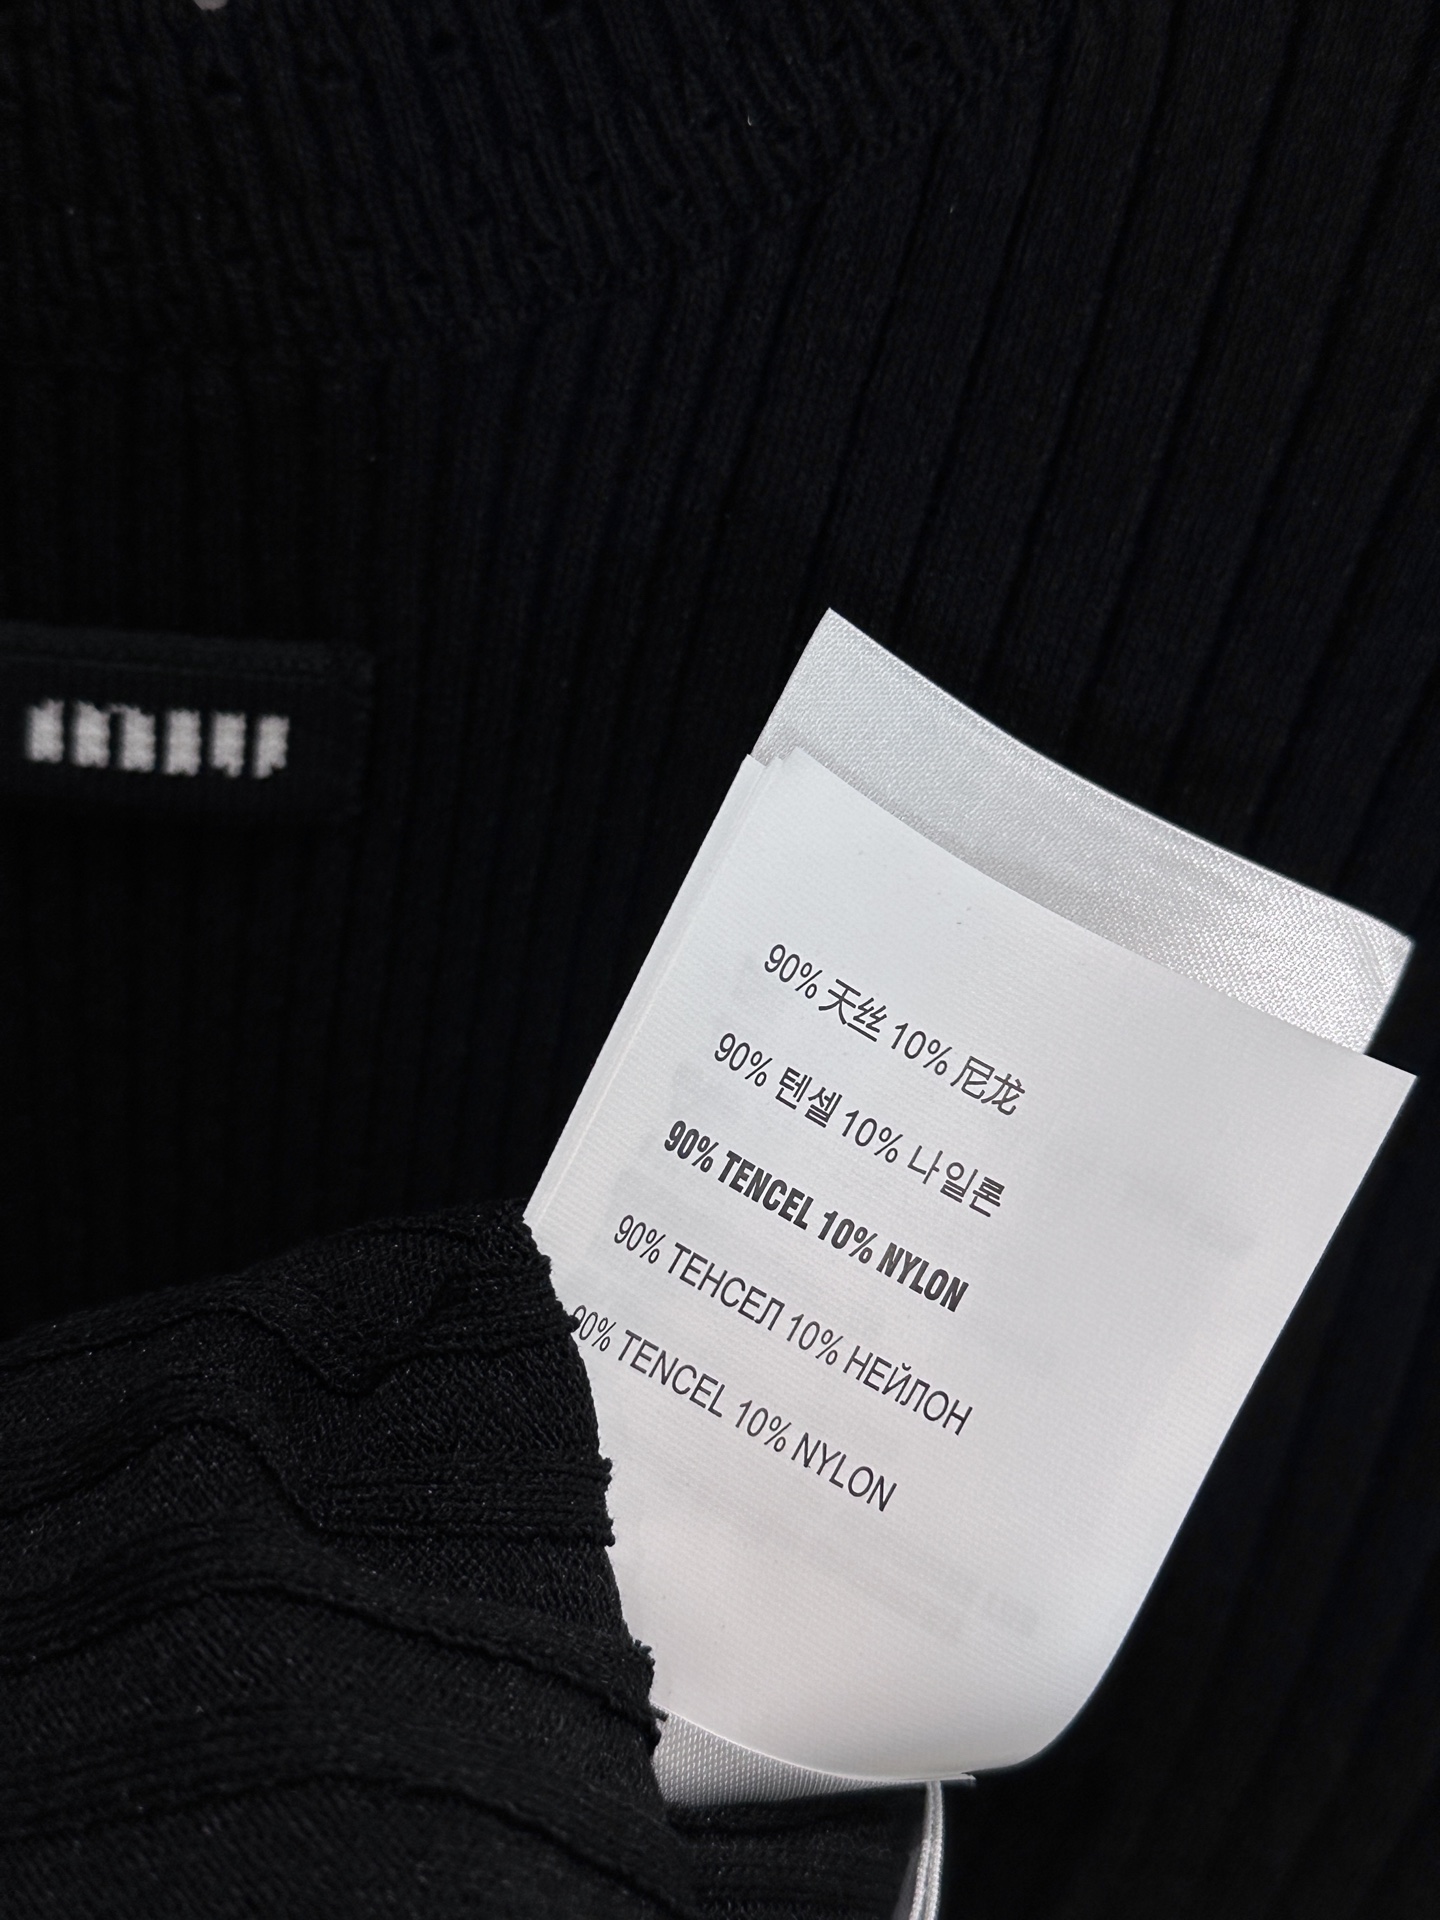 90% 天丝 10% 尼龙
90% 텐셀 10% 나일론
90% TENCEL 10% NYLON
90% ТЕНСЕЛ 10% НЕЙЛОН
90% TENCEL 10% NYLON